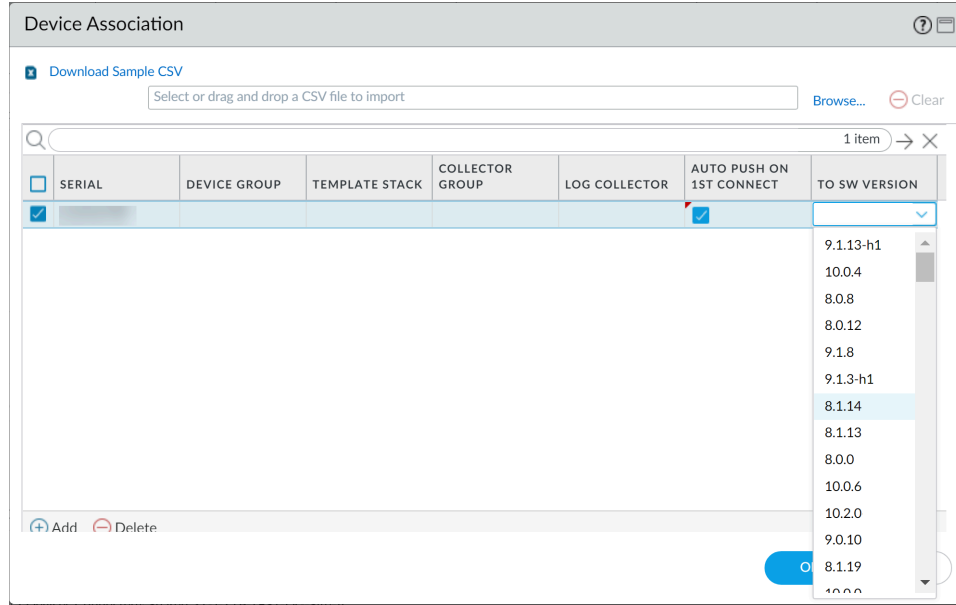 Device Association
Download Sample CSV
Select or drag and drop a CSV file to import
Browse...
Clear
1 item
SERIAL
DEVICE GROUP
TEMPLATE STACK
COLLECTOR
GROUP
LOG COLLECTOR
AUTO PUSH ON
1ST CONNECT
TO SW VERSION
9.1.13-h1
10.0.4
8.0.8
8.0.12
9.1.8
9.1.3-h1
8.1.14
8.1.13
8.0.0
10.0.6
10.2.0
9.0.10
8.1.19
10.0.0
Add
Delete